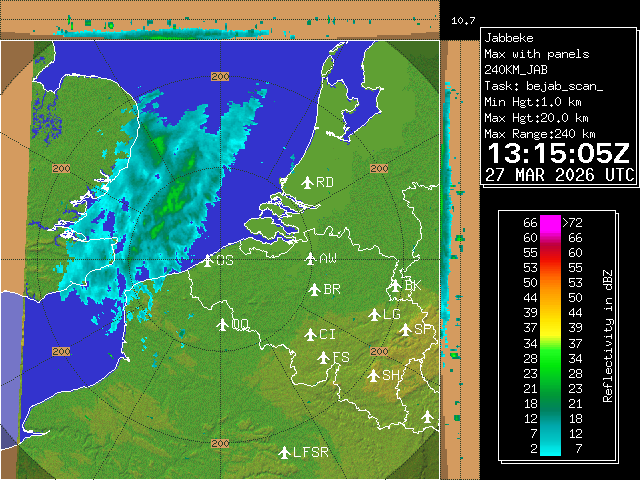 10.7
Jabbeke
Max with panels
240KM_JAB
Task: bejab_scan_
Min Hgt:1.0 km
Max Hgt:20.0 km
Max Range:240 km
13:15:05Z
27 MAR 2026 UTC
200
200
200
RD
OS
AW
BR
BK
LG
SP
QO
CI
FS
200
200
SH
200
LFSR
66 >72
60 66
55 59
53 55
50 53
44 50
39 44
37 39
34 37
28 34
23 28
21 23
18 21
12 18
7 12
2 7
Reflectivity in dBZ